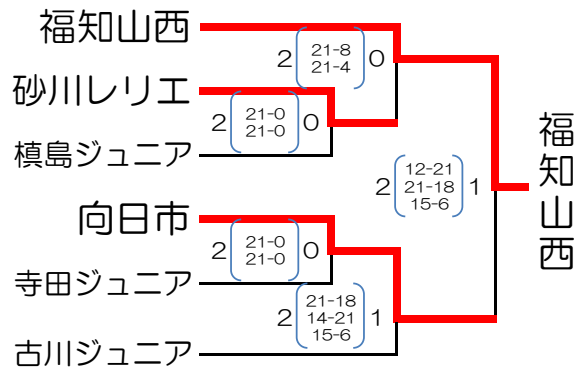 福知山西
2 21-8 0
21-4
砂川レリエ
2 21-0 0
21-0
槙島ジュニア
福知山西
2 12-21 1
21-18
15-6
向日市
2 21-0 0
21-0
寺田ジュニア
2 21-18 1
14-21
15-6
古川ジュニア